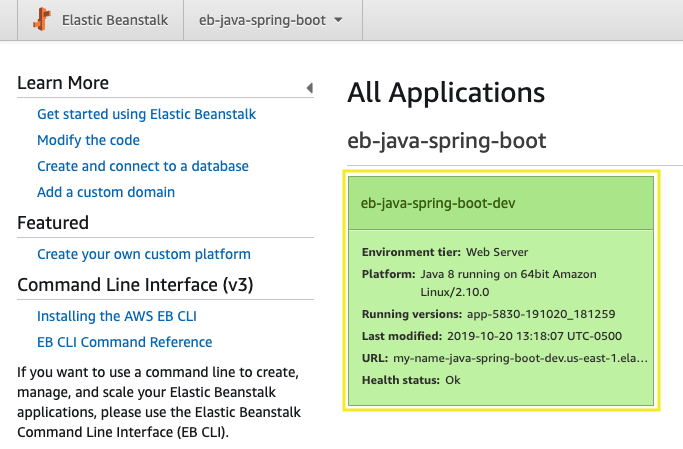 Elastic Beanstalk
eb-java-spring-boot
Learn More
Get started using Elastic Beanstalk
Modify the code
Create and connect to a database
Add a custom domain
Featured
Create your own custom platform
Command Line Interface (v3)
Installing the AWS EB CLI
EB CLI Command Reference
If you want to use a command line to create,
manage, and scale your Elastic Beanstalk
applications, please use the Elastic Beanstalk
Command Line Interface (EB CLI).
All Applications
eb-java-spring-boot
eb-java-spring-boot-dev
Environment tier: Web Server
Platform: Java 8 running on 64bit Amazon
Linux/2.10.0
Running versions: app-5830-191020_181259
Last modified: 2019-10-20 13:18:07 UTC-0500
URL: my-name-java-spring-boot-dev.us-east-1.ela...
Health status: Ok